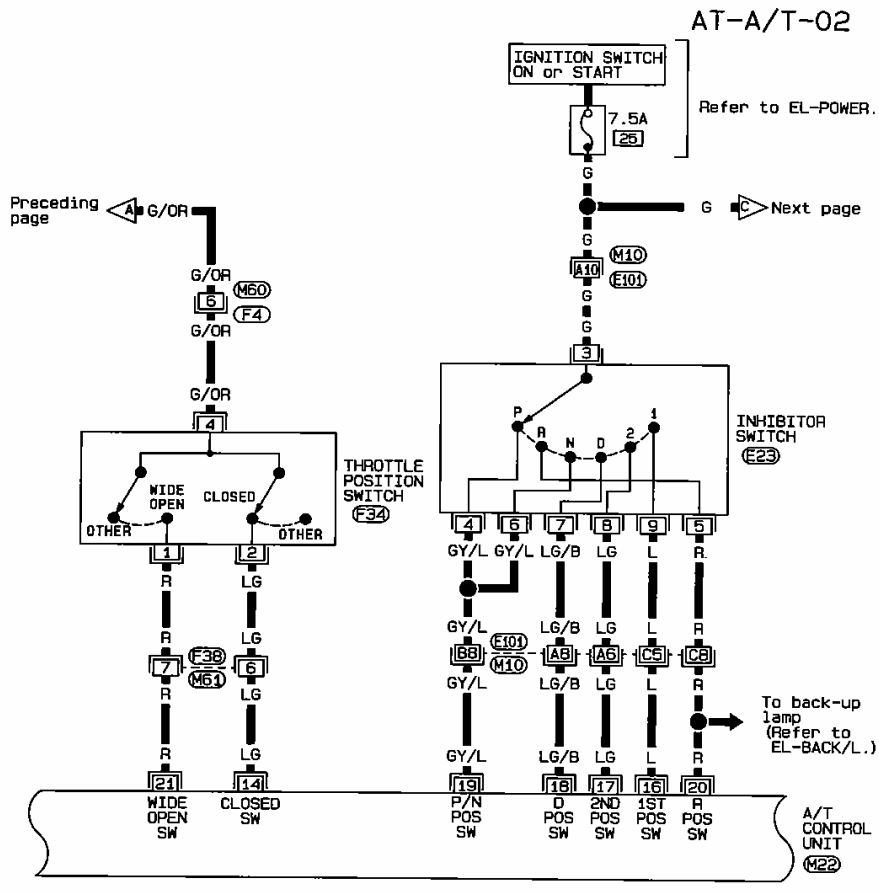 AT-A/T-02
IGNITION SWITCH
ON or START
7.5A
25
Refer to EL-POWER.
G
Preceding
page
A
G/OR
G
C
Next page
G
G/OR
A10
M10
E101
6
M60
F4
G
G/OR
G
G/OR
3
4
P
R
N
D
2
1
INHIBITOR
SWITCH
E23
WIDE
OPEN
CLOSED
OTHER
OTHER
THROTTLE
POSITION
SWITCH
F34
4
6
7
8
9
5
1
2
GY/L
GY/L
LG/B
LG
L
R
R
LG
GY/L
LG/B
LG
L
R
R
LG
7
F38
M61
6
B8
E101
M10
A8
A6
C5
C8
R
LG
GY/L
LG/B
LG
L
R
To back-up
lamp
(Refer to
EL-BACK/L.)
R
LG
GY/L
LG/B
LG
L
R
21
14
19
18
17
16
20
WIDE
OPEN
SW
CLOSED
SW
P/N
POS
SW
D
POS
SW
2ND
POS
SW
1ST
POS
SW
R
POS
SW
A/T
CONTROL
UNIT
M22